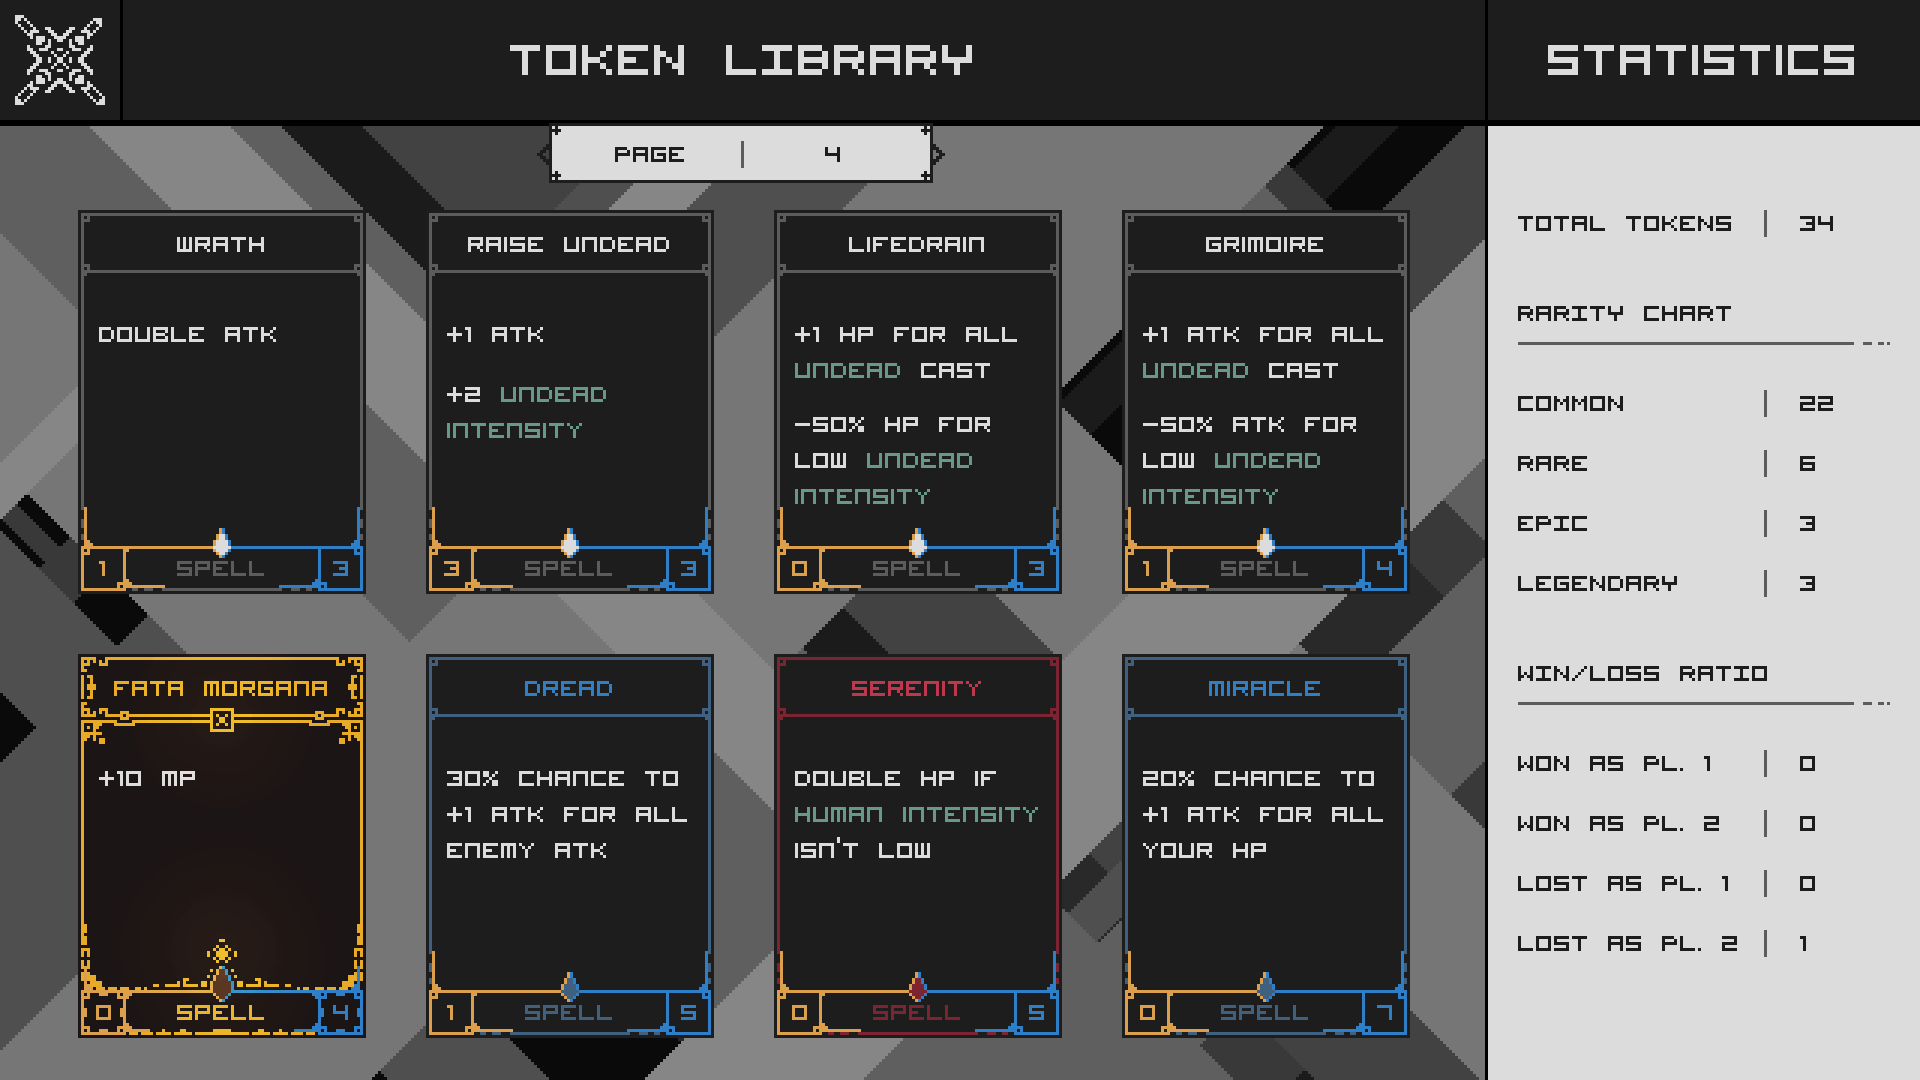 TOKEN LIBRARY
STATISTICS
PAGE | 4
WRATH
DOUBLE ATK
1 SPELL 3
RAISE UNDEAD
+1 ATK
+2 UNDEAD
INTENSITY
3 SPELL 3
LIFEDRAIN
+1 HP FOR ALL
UNDEAD CAST
-50% HP FOR
LOW UNDEAD
INTENSITY
0 SPELL 3
GRIMOIRE
+1 ATK FOR ALL
UNDEAD CAST
-50% ATK FOR
LOW UNDEAD
INTENSITY
1 SPELL 4
FATA MORGANA
+10 MP
0 SPELL 4
DREAD
30% CHANCE TO
+1 ATK FOR ALL
ENEMY ATK
1 SPELL 5
SERENITY
DOUBLE HP IF
HUMAN INTENSITY
ISN'T LOW
0 SPELL 5
MIRACLE
20% CHANCE TO
+1 ATK FOR ALL
YOUR HP
0 SPELL 7
TOTAL TOKENS | 34
RARITY CHART
COMMON | 22
RARE | 6
EPIC | 3
LEGENDARY | 3
WIN/LOSS RATIO
WON AS PL. 1 | 0
WON AS PL. 2 | 0
LOST AS PL. 1 | 0
LOST AS PL. 2 | 1